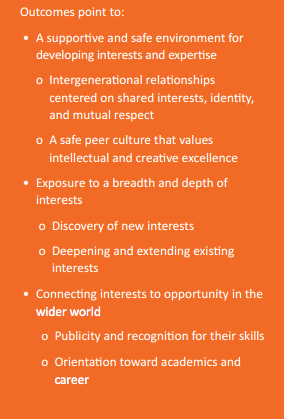 Outcomes point to:
• A supportive and safe environment for
developing interests and expertise
o Intergenerational relationships
centered on shared interests, identity,
and mutual respect
o A safe peer culture that values
intellectual and creative excellence
• Exposure to a breadth and depth of
interests
o Discovery of new interests
o Deepening and extending existing
interests
• Connecting interests to opportunity in the
wider world
o Publicity and recognition for their skills
o Orientation toward academics and
career